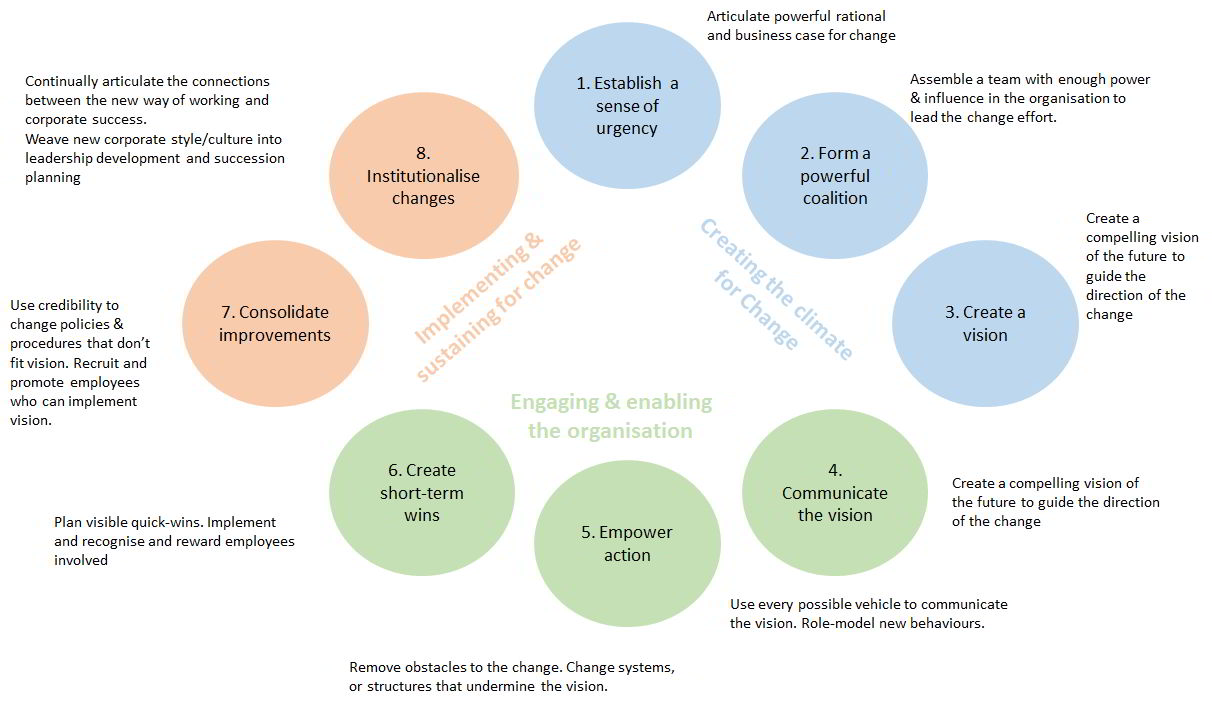 Articulate powerful rational
and business case for change
1. Establish a
sense of
urgency
Assemble a team with enough power
& influence in the organisation to
lead the change effort.
2. Form a
powerful
coalition
Create a
compelling vision
of the future to
guide the
direction of the
change
3. Create a
vision
Creating the climate
for Change
4.
Communicate
the vision
Create a compelling vision of
the future to guide the direction
of the change
Engaging & enabling
the organisation
5. Empower
action
Use every possible vehicle to communicate
the vision. Role-model new behaviours.
Remove obstacles to the change. Change systems,
or structures that undermine the vision.
6. Create
short-term
wins
Plan visible quick-wins. Implement
and recognise and reward employees
involved
7. Consolidate
improvements
Use credibility to
change policies &
procedures that don't
fit vision. Recruit and
promote employees
who can implement
vision.
Implementing &
sustaining for change
8.
Institutionalise
changes
Continually articulate the connections
between the new way of working and
corporate success.
Weave new corporate style/culture into
leadership development and succession
planning